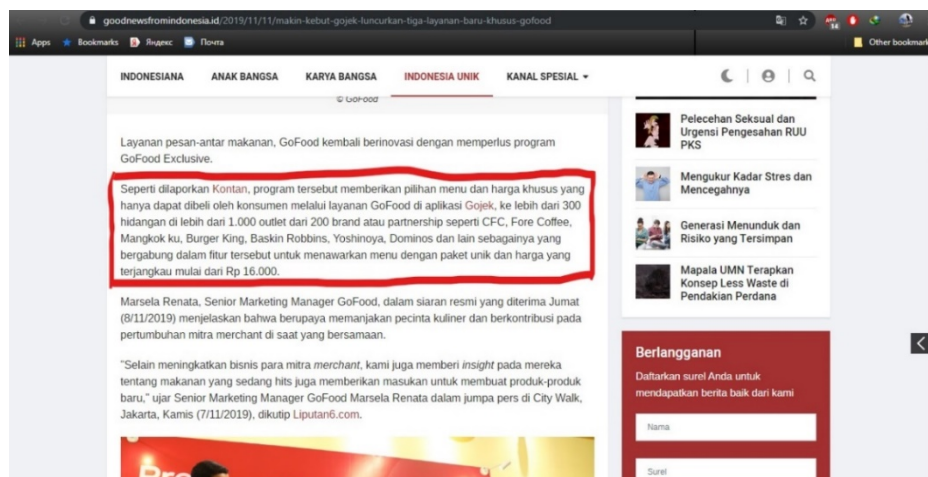 goodnewsfromindonesia.id/2019/11/11/makin-kebut-gojek-luncurkan-tiga-layanan-baru-khusus-gofood
14
Apps
Bookmarks
Яндекс
Почта
Other bookmark
INDONESIANA
ANAK BANGSA
KARYA BANGSA
INDONESIA UNIK
KANAL SPESIAL
© GoFood
Layanan pesan-antar makanan, GoFood kembali berinovasi dengan memperlus program
GoFood Exclusive.
Seperti dilaporkan Kontan, program tersebut memberikan pilihan menu dan harga khusus yang
hanya dapat dibeli oleh konsumen melalui layanan GoFood di aplikasi Gojek, ke lebih dari 300
hidangan di lebih dari 1.000 outlet dari 200 brand atau partnership seperti CFC, Fore Coffee,
Mangkok ku, Burger King, Baskin Robbins, Yoshinoya, Dominos dan lain sebagainya yang
bergabung dalam fitur tersebut untuk menawarkan menu dengan paket unik dan harga yang
terjangkau mulai dari Rp 16.000.
Marsela Renata, Senior Marketing Manager GoFood, dalam siaran resmi yang diterima Jumat
(8/11/2019) menjelaskan bahwa berupaya memanjakan pecinta kuliner dan berkontribusi pada
pertumbuhan mitra merchant di saat yang bersamaan.
"Selain meningkatkan bisnis para mitra merchant, kami juga memberi insight pada mereka
tentang makanan yang sedang hits juga memberikan masukan untuk membuat produk-produk
baru," ujar Senior Marketing Manager GoFood Marsela Renata dalam jumpa pers di City Walk,
Jakarta, Kamis (7/11/2019), dikutip Liputan6.com.
Pelecehan Seksual dan
Urgensi Pengesahan RUU
PKS
Mengukur Kadar Stres dan
Mencegahnya
Generasi Menunduk dan
Risiko yang Tersimpan
Mapala UMN Terapkan
Konsep Less Waste di
Pendakian Perdana
Berlangganan
Daftarkan surel Anda untuk
mendapatkan berita baik dari kami
Nama
Surel